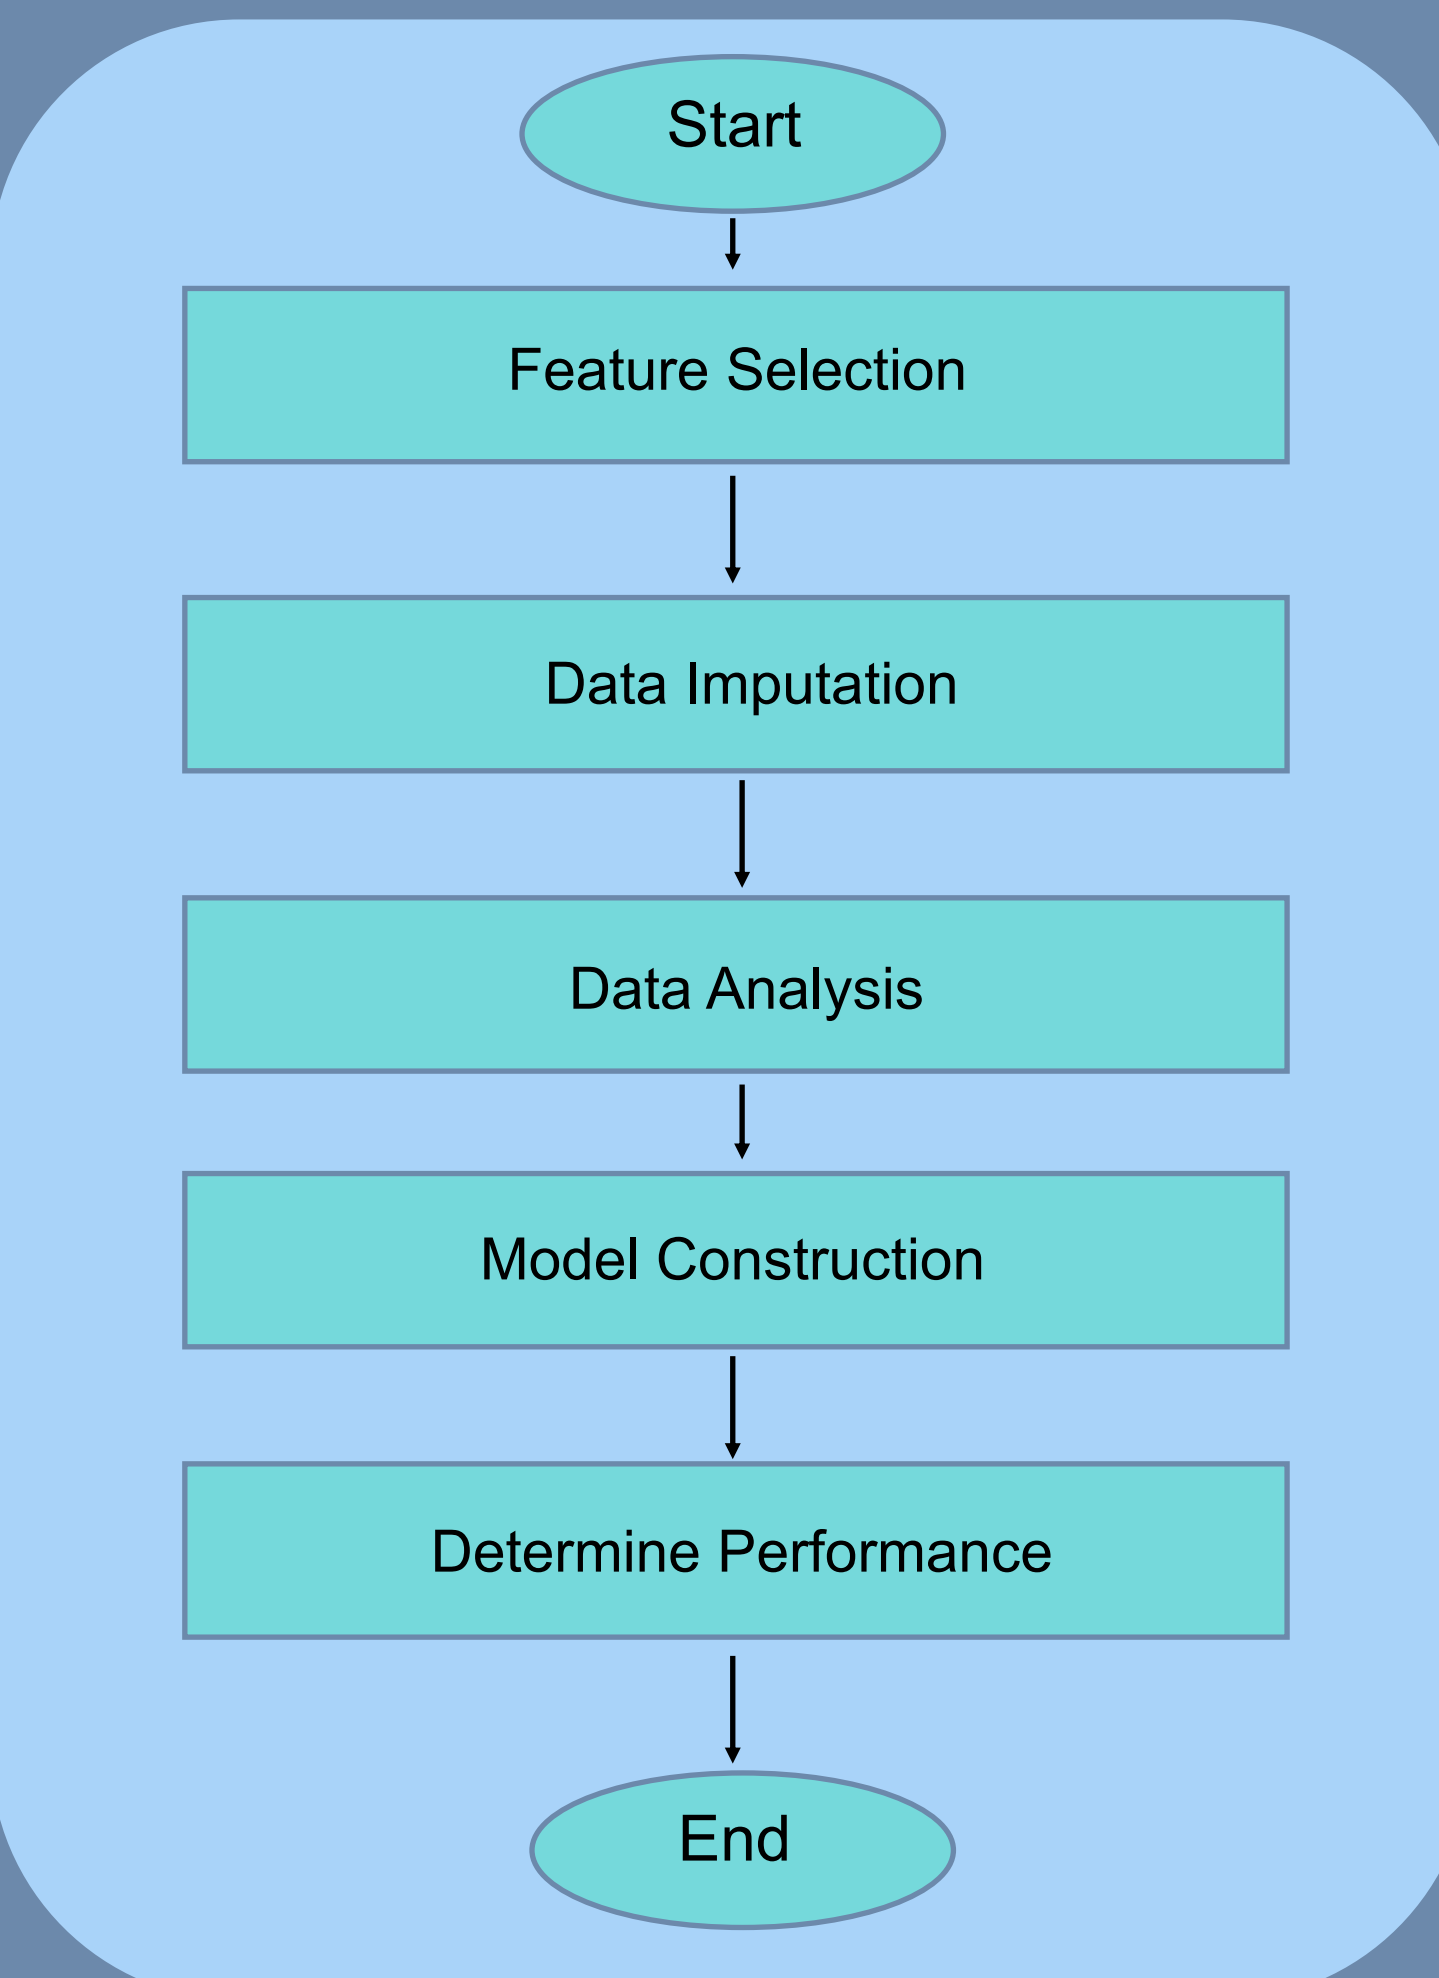 Start
Feature Selection
Data Imputation
Data Analysis
Model Construction
Determine Performance
End